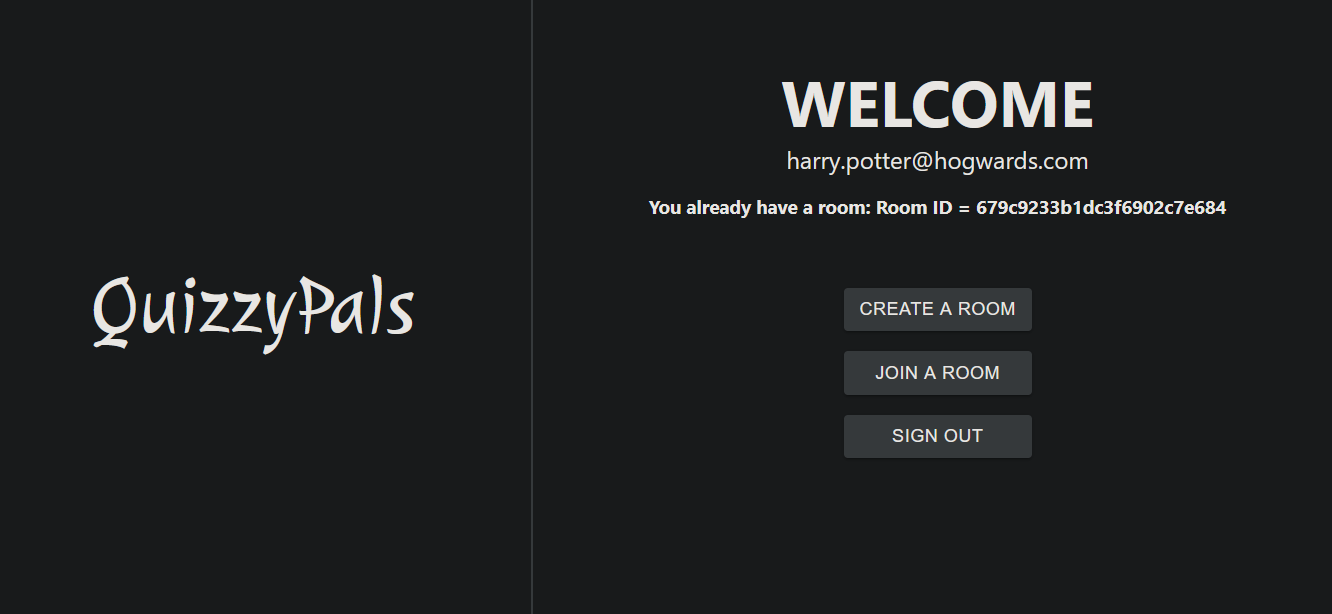 QuizzyPals
WELCOME
harry.potter@hogwards.com
You already have a room: Room ID = 679c9233b1dc3f6902c7e684
CREATE A ROOM
JOIN A ROOM
SIGN OUT